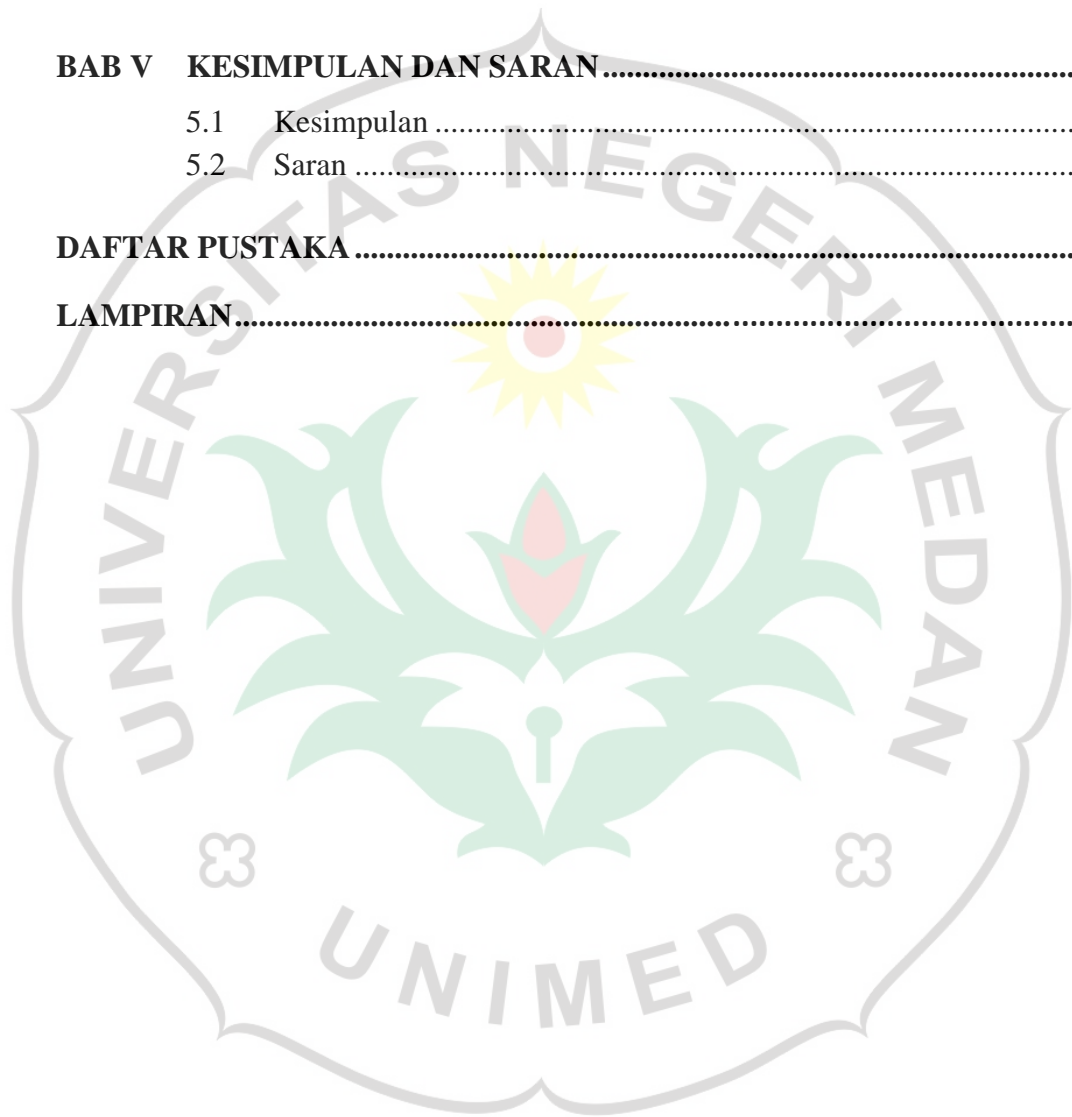 BAB V KESIMPULAN DAN SARAN ........................................................................
5.1 Kesimpulan ........................................................................
5.2 Saran ........................................................................
DAFTAR PUSTAKA ........................................................................
LAMPIRAN ........................................................................
UNIVERSITAS NEGERI MEDAN
UNIMED